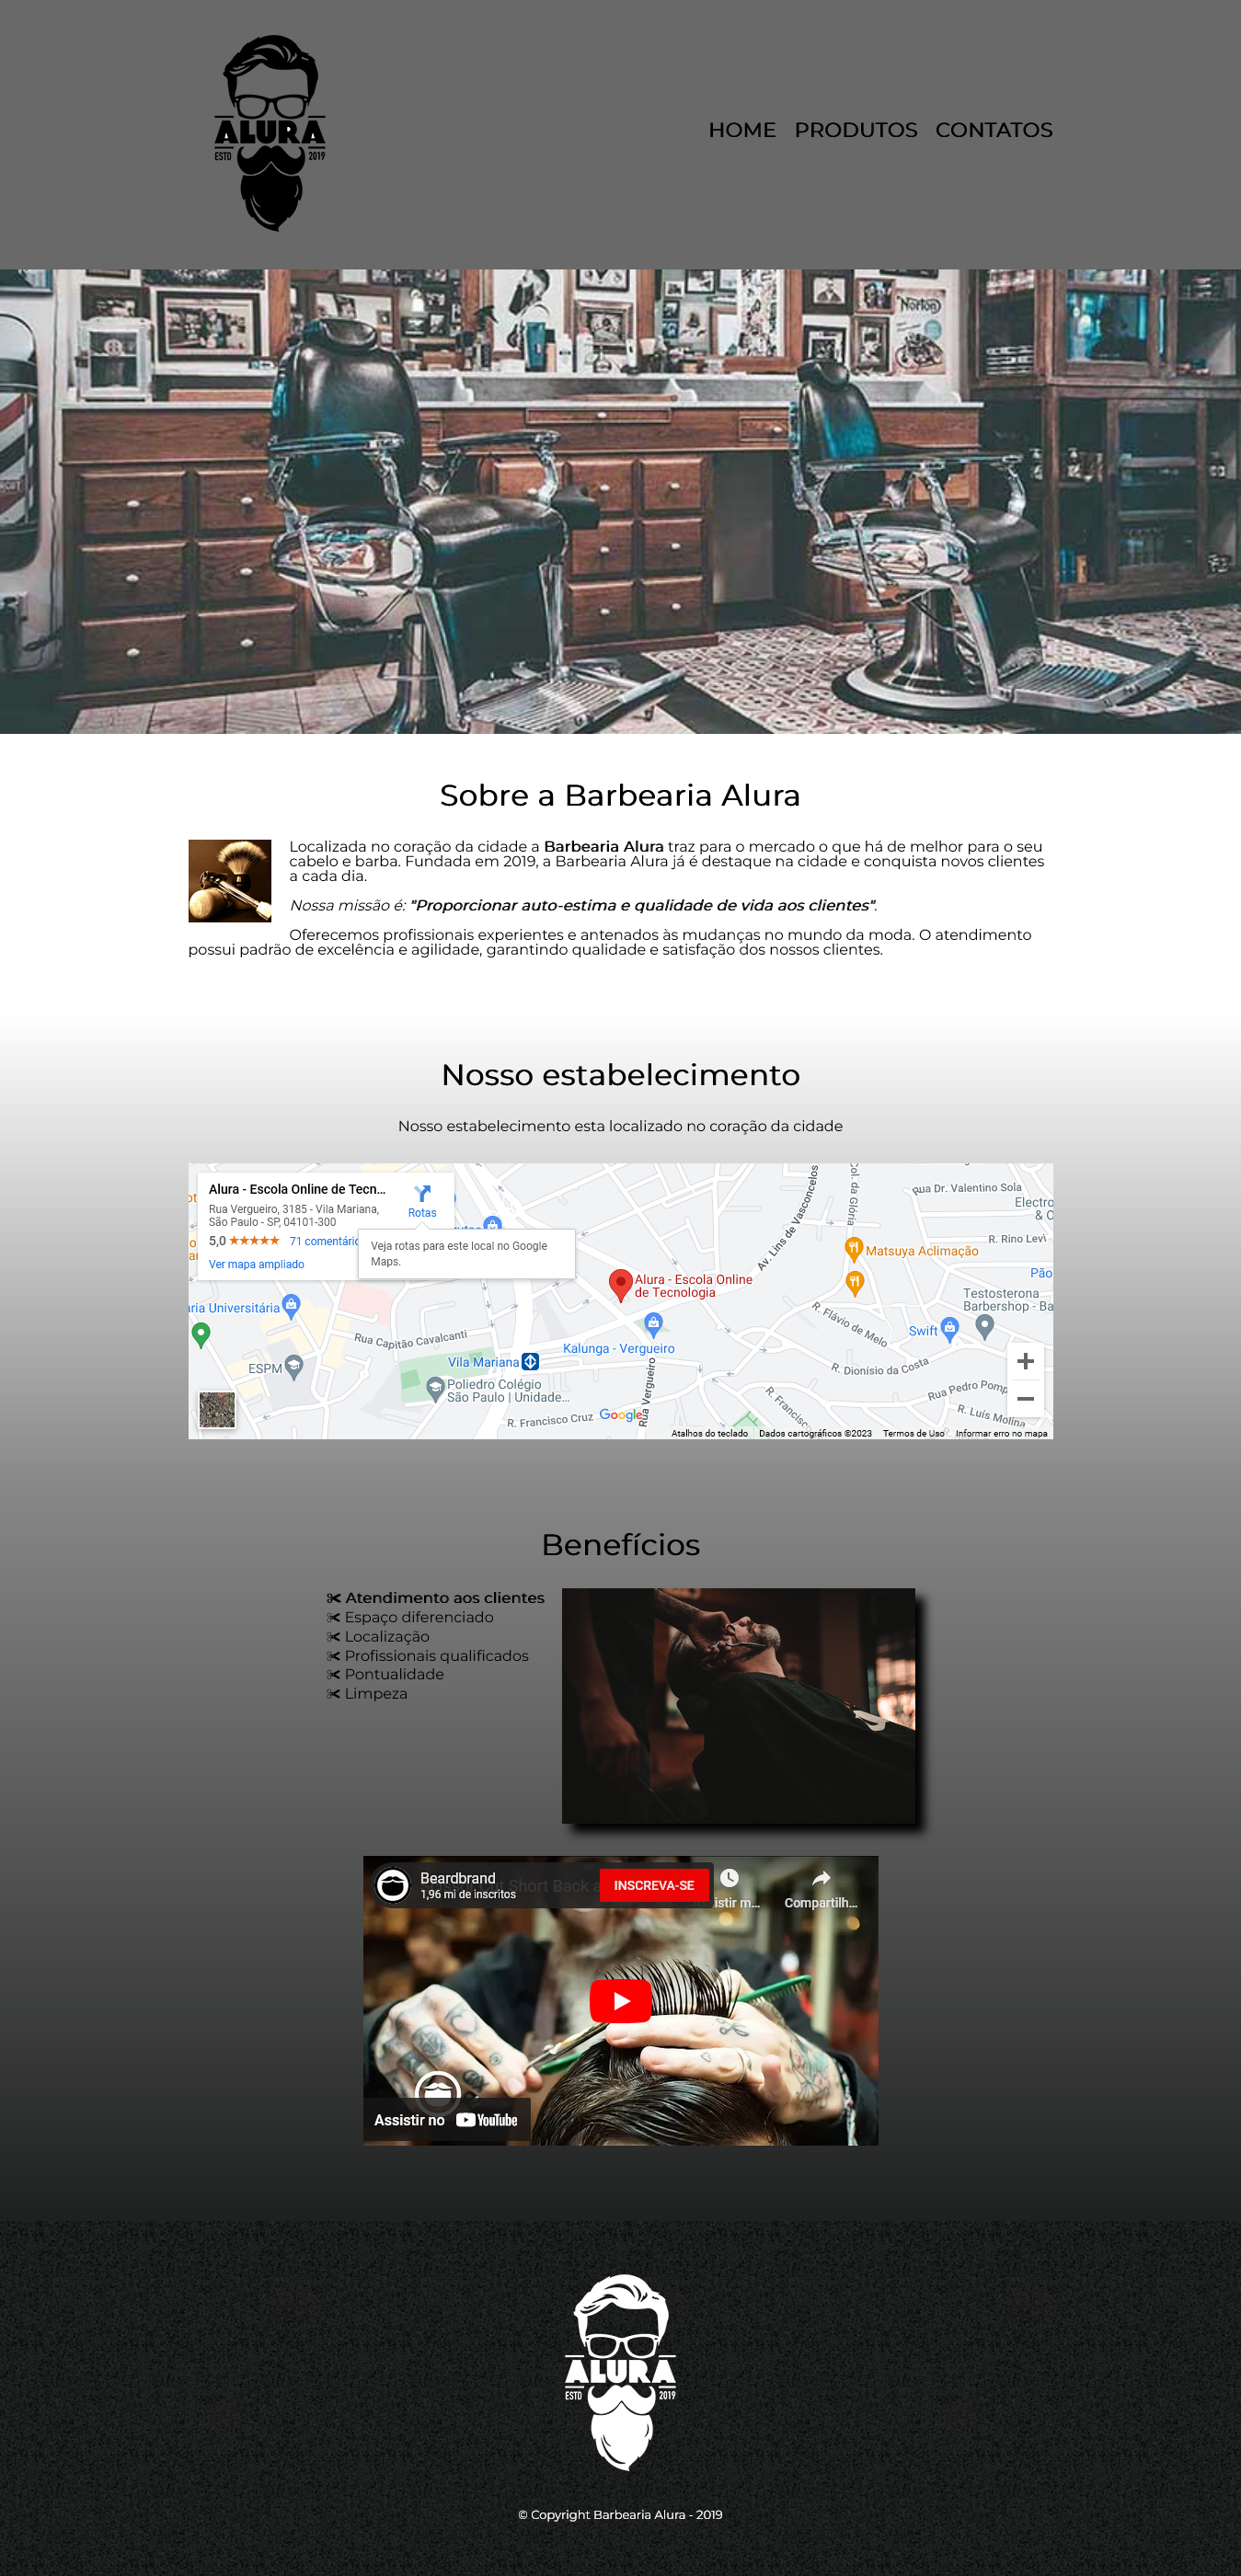 ALURA
ESTD 2019
HOME PRODUTOS CONTATOS
Norton
Sobre a Barbearia Alura
Localizada no coração da cidade a Barbearia Alura traz para o mercado o que há de melhor para o seu
cabelo e barba. Fundada em 2019, a Barbearia Alura já é destaque na cidade e conquista novos clientes
a cada dia.
Nossa missão é: "Proporcionar auto-estima e qualidade de vida aos clientes".
Oferecemos profissionais experientes e antenados às mudanças no mundo da moda. O atendimento
possui padrão de excelência e agilidade, garantindo qualidade e satisfação dos nossos clientes.
Nosso estabelecimento
Nosso estabelecimento esta localizado no coração da cidade
Alura - Escola Online de Tecn...
Rua Vergueiro, 3185 - Vila Mariana,
São Paulo - SP, 04101-300
5,0 ★★★★★ 71 comentário
Ver mapa ampliado
Rotas
Veja rotas para este local no Google
Maps.
Av. Lins de Vasconcelos
Col. da Glória
Rua Dr. Valentino Sola
Electro
& C
R. Rino Levi
Matsuya Aclimação
Pão
Alura - Escola Online
de Tecnologia
Testosterona
Barbershop - Ba
aria Universitária
R. Flávio de Melo
Swift
Rua Capitão Cavalcanti
Kalunga - Vergueiro
Vila Mariana
ESPM
R. Dionísio da Costa
Poliedro Colégio
São Paulo | Unidade...
Rua Vergueiro
Rua Pedro Pomp
R. Francisco Cruz
Google
R. Francisc
R. Luís Molina
Atalhos do teclado Dados cartográficos ©2023 Termos de Uso Informar erro no mapa
Benefícios
✂ Atendimento aos clientes
✂ Espaço diferenciado
✂ Localização
✂ Profissionais qualificados
✂ Pontualidade
✂ Limpeza
Beardbrand
1,96 mi de inscritos
INSCREVA-SE
Short Back a
istir m...
Compartilh...
Assistir no YouTube
ALURA
ESTD 2019
© Copyright Barbearia Alura - 2019